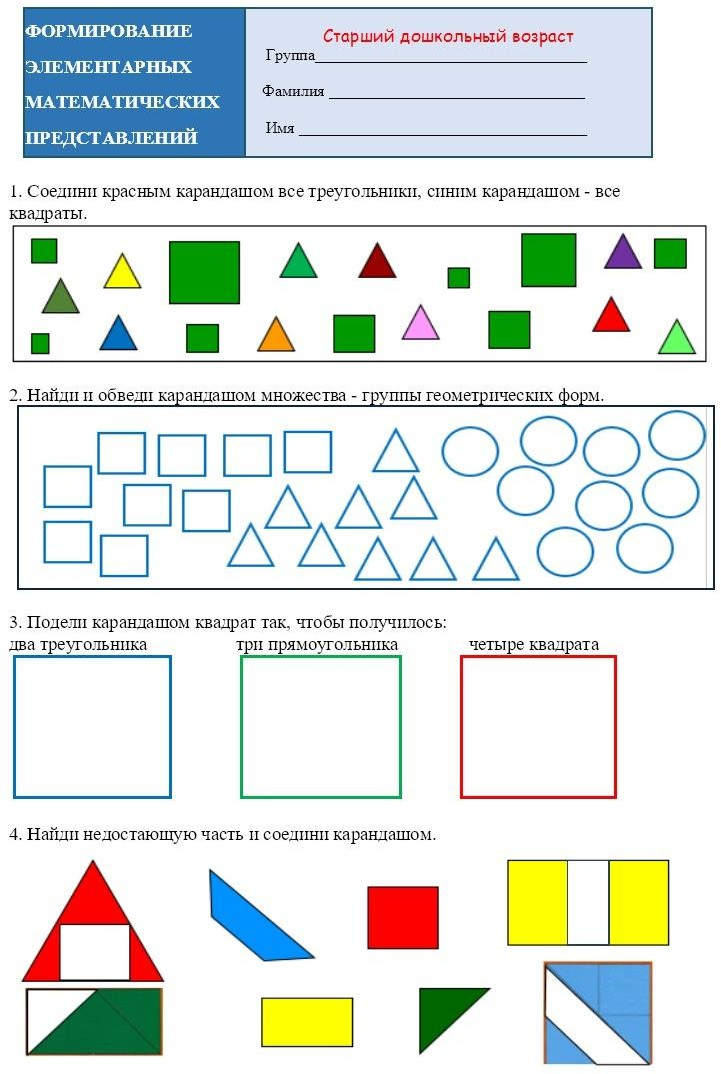 ФОРМИРОВАНИЕ
ЭЛЕМЕНТАРНЫХ
МАТЕМАТИЧЕСКИХ
ПРЕДСТАВЛЕНИЙ
Старший дошкольный возраст
Группа
Фамилия
Имя
1. Соедини красным карандашом все треугольники, синим карандашом - все
квадраты.
2. Найди и обведи карандашом множества - группы геометрических форм.
3. Подели карандашом квадрат так, чтобы получилось:
два треугольника три прямоугольника четыре квадрата
4. Найди недостающую часть и соедини карандашом.